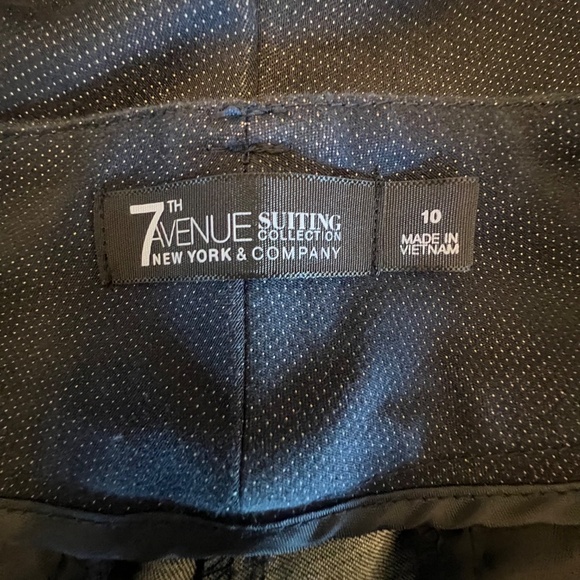 7TH AVENUE SUITING COLLECTION
NEW YORK & COMPANY
10
MADE IN
VIETNAM